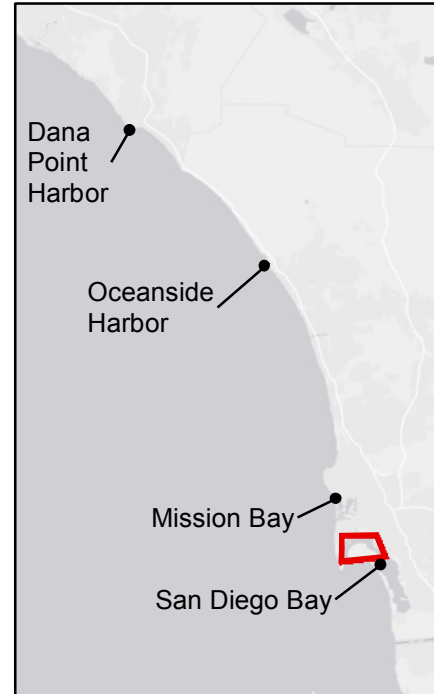 Dana
Point
Harbor
Oceanside
Harbor
Mission Bay
San Diego Bay